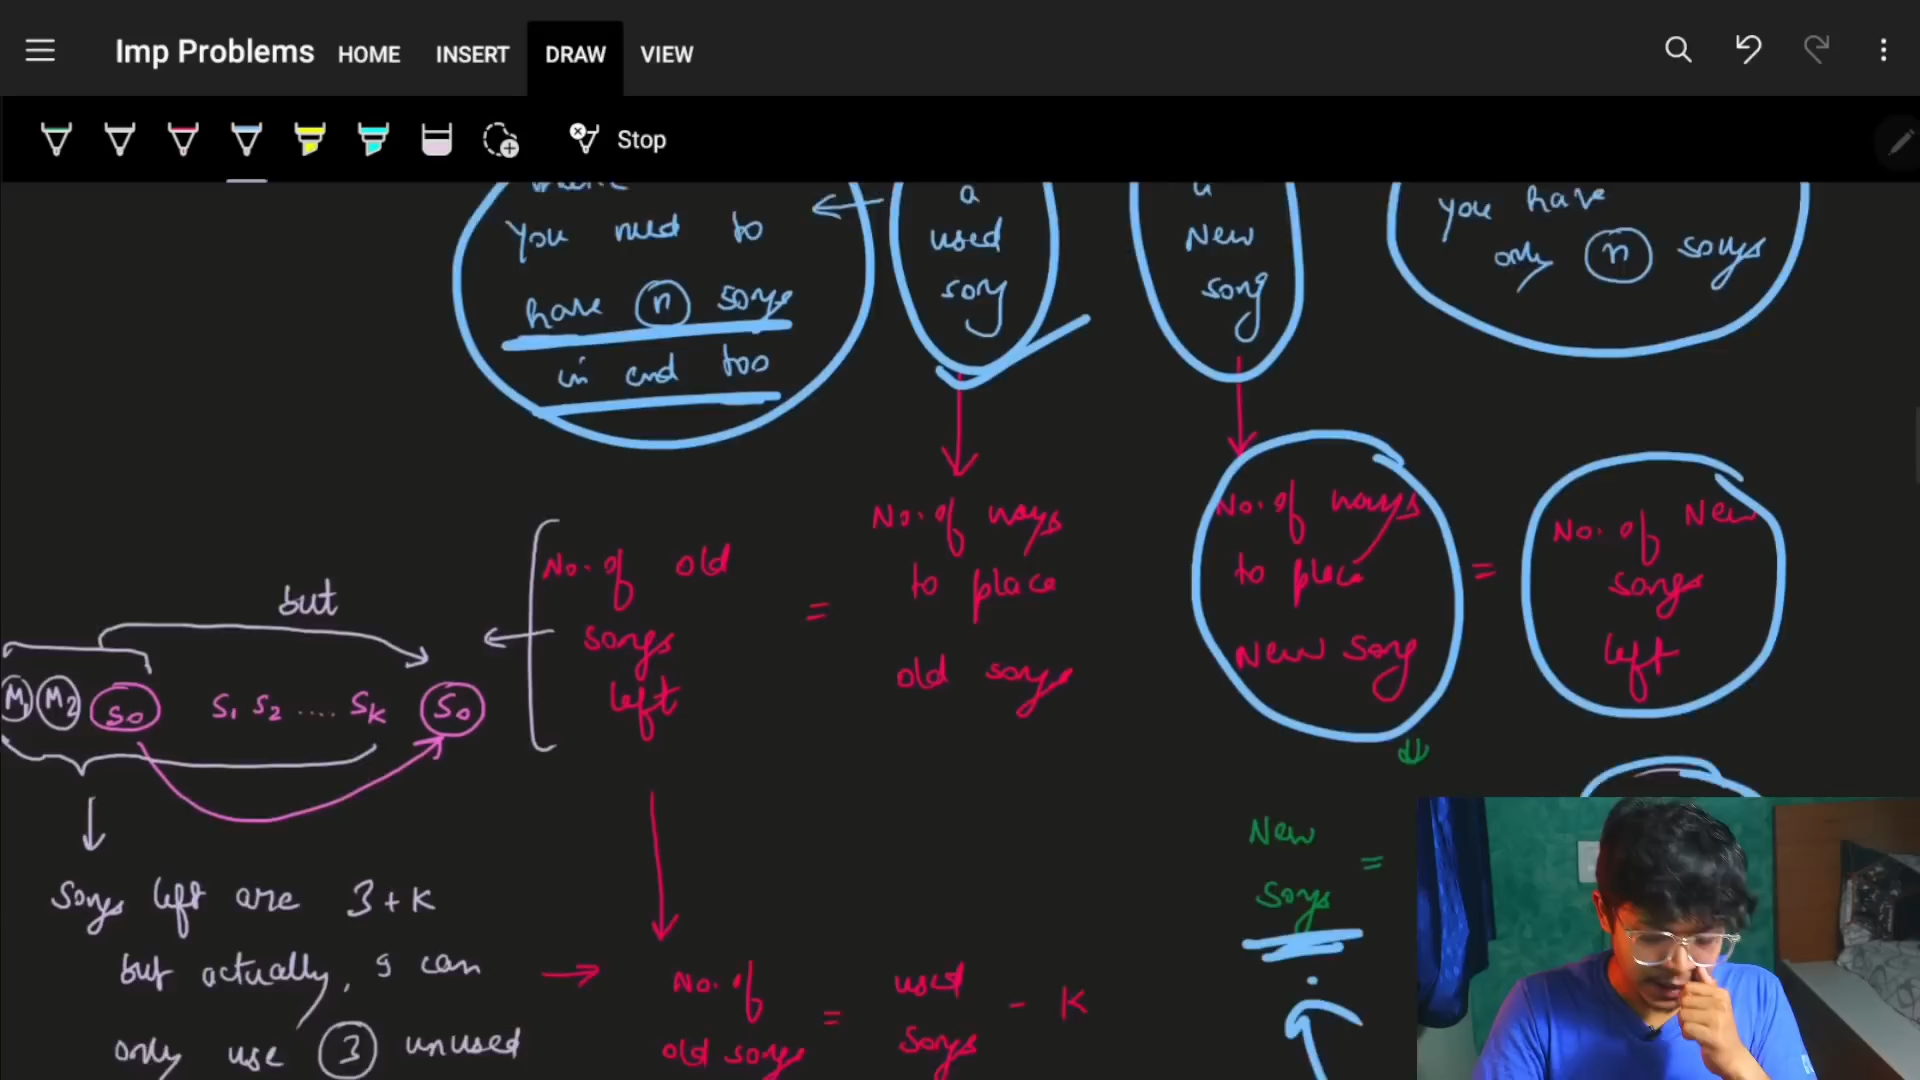 Imp Problems HOME INSERT DRAW VIEW
Stop
you need to
have n songs
in end too
a
used
song
a
New
song
you have
only n songs
No. of old
songs
left
=
No. of ways
to place
old songs
No. of ways
to place
New song
=
No. of New
songs
left
but
M1 M2 S0 S1 S2 .... SK S0
songs left are 3+K
but actually, I can
only use 3 unused
→ No. of
old songs
=
used
songs
- K
New
songs
=